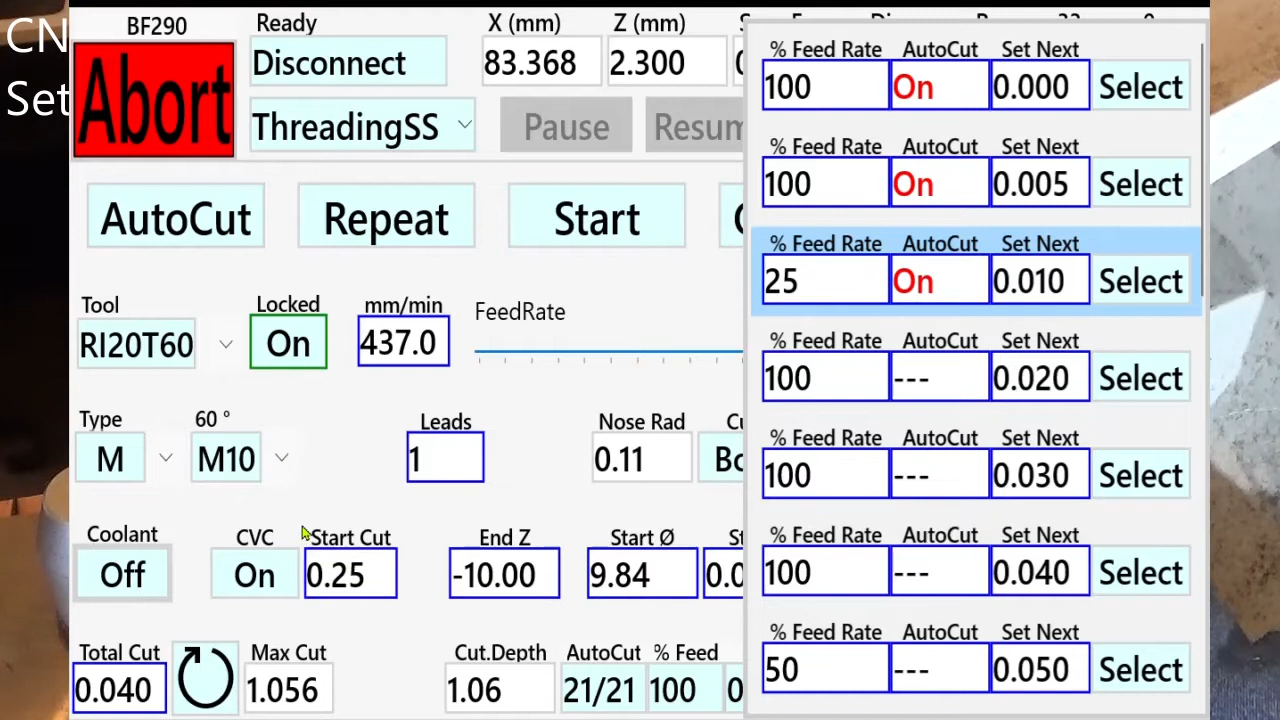 CN
Set
BF290
Ready
X (mm)
Z (mm)
Abort
Disconnect
83.368
2.300
ThreadingSS
Pause
Resum
AutoCut
Repeat
Start
Tool
Locked
mm/min
FeedRate
RI20T60
On
437.0
Type
60 °
Leads
Nose Rad
M
M10
1
0.11
Coolant
CVC
Start Cut
End Z
Start Ø
Off
On
0.25
-10.00
9.84
0.0
Total Cut
Max Cut
Cut.Depth
AutoCut
% Feed
0.040
1.056
1.06
21/21
100
0
% Feed Rate AutoCut Set Next
100 On 0.000 Select
% Feed Rate AutoCut Set Next
100 On 0.005 Select
% Feed Rate AutoCut Set Next
25 On 0.010 Select
% Feed Rate AutoCut Set Next
100 --- 0.020 Select
% Feed Rate AutoCut Set Next
100 --- 0.030 Select
% Feed Rate AutoCut Set Next
100 --- 0.040 Select
% Feed Rate AutoCut Set Next
50 --- 0.050 Select